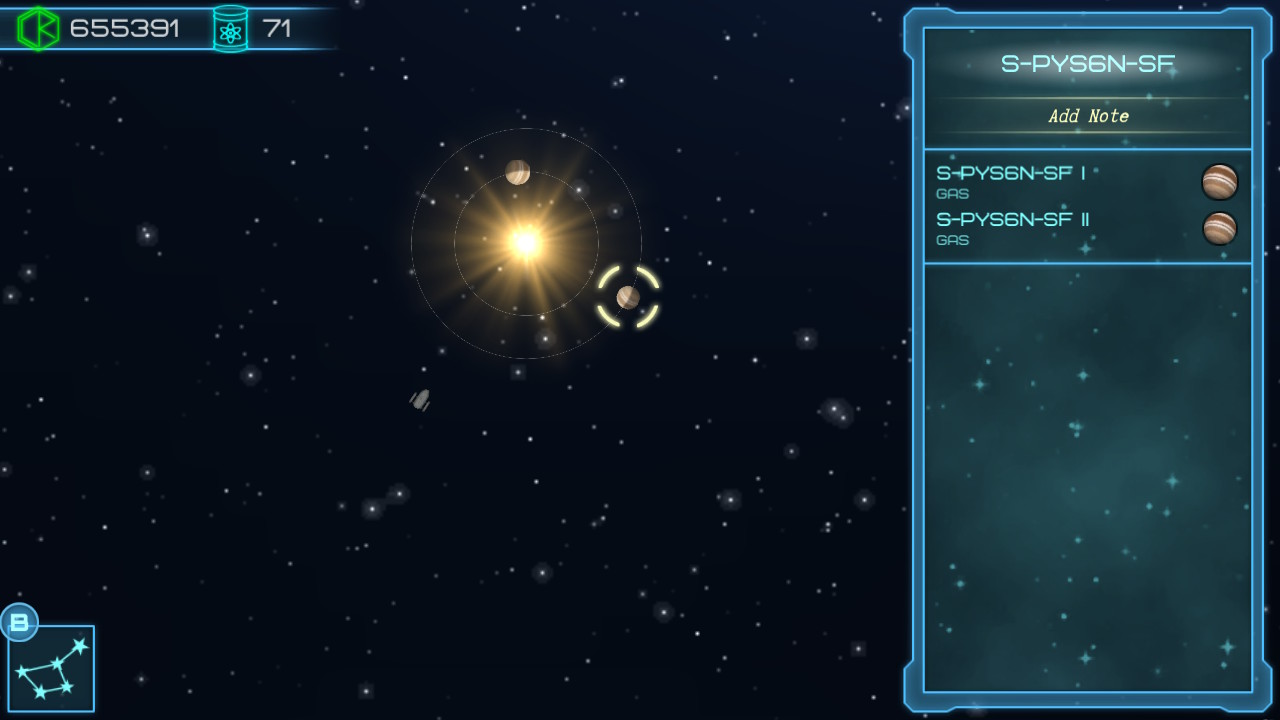 655391
71
S-PYS6N-SF
Add Note
S-PYS6N-SF I
GAS
S-PYS6N-SF II
GAS
B